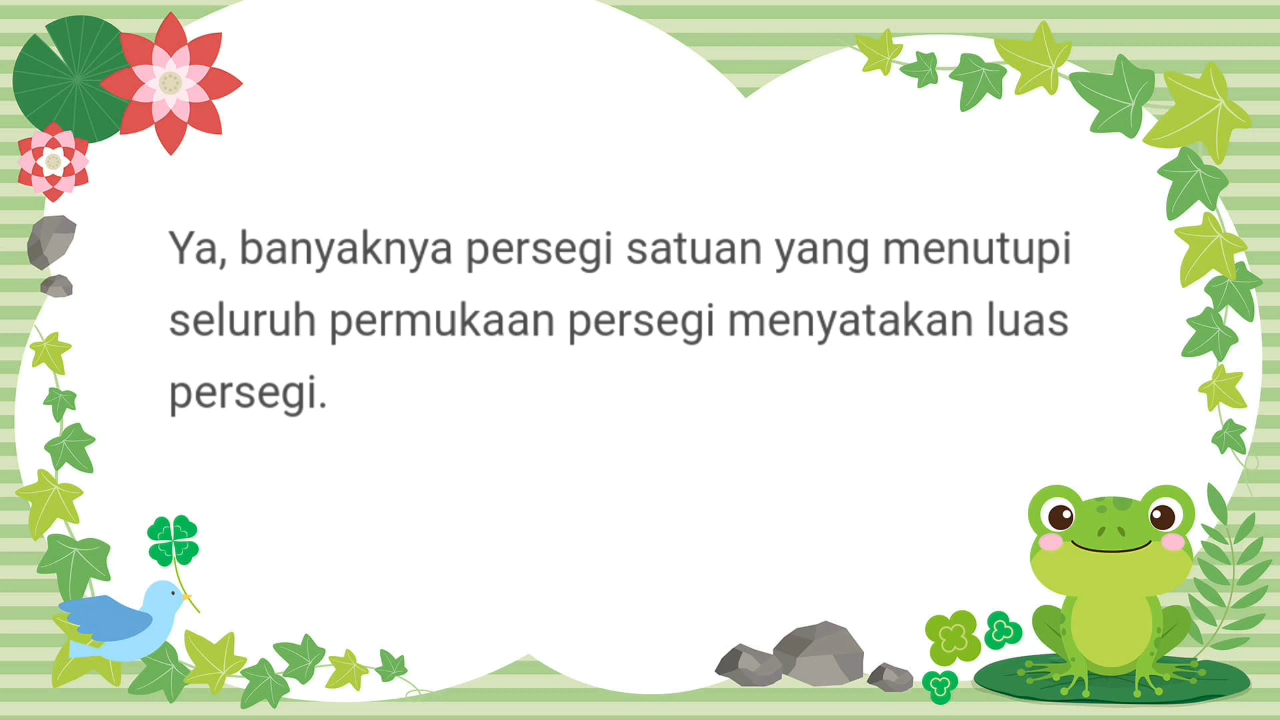 Ya, banyaknya persegi satuan yang menutupi
seluruh permukaan persegi menyatakan luas
persegi.